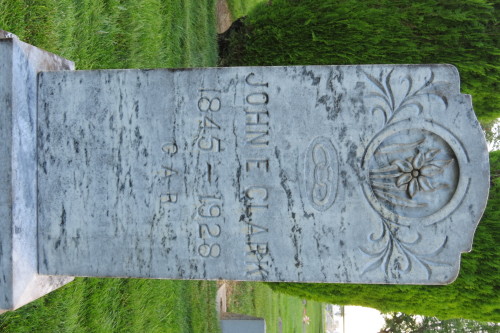 JOHN E. CLARK
1845 – 1928
G.A.R.